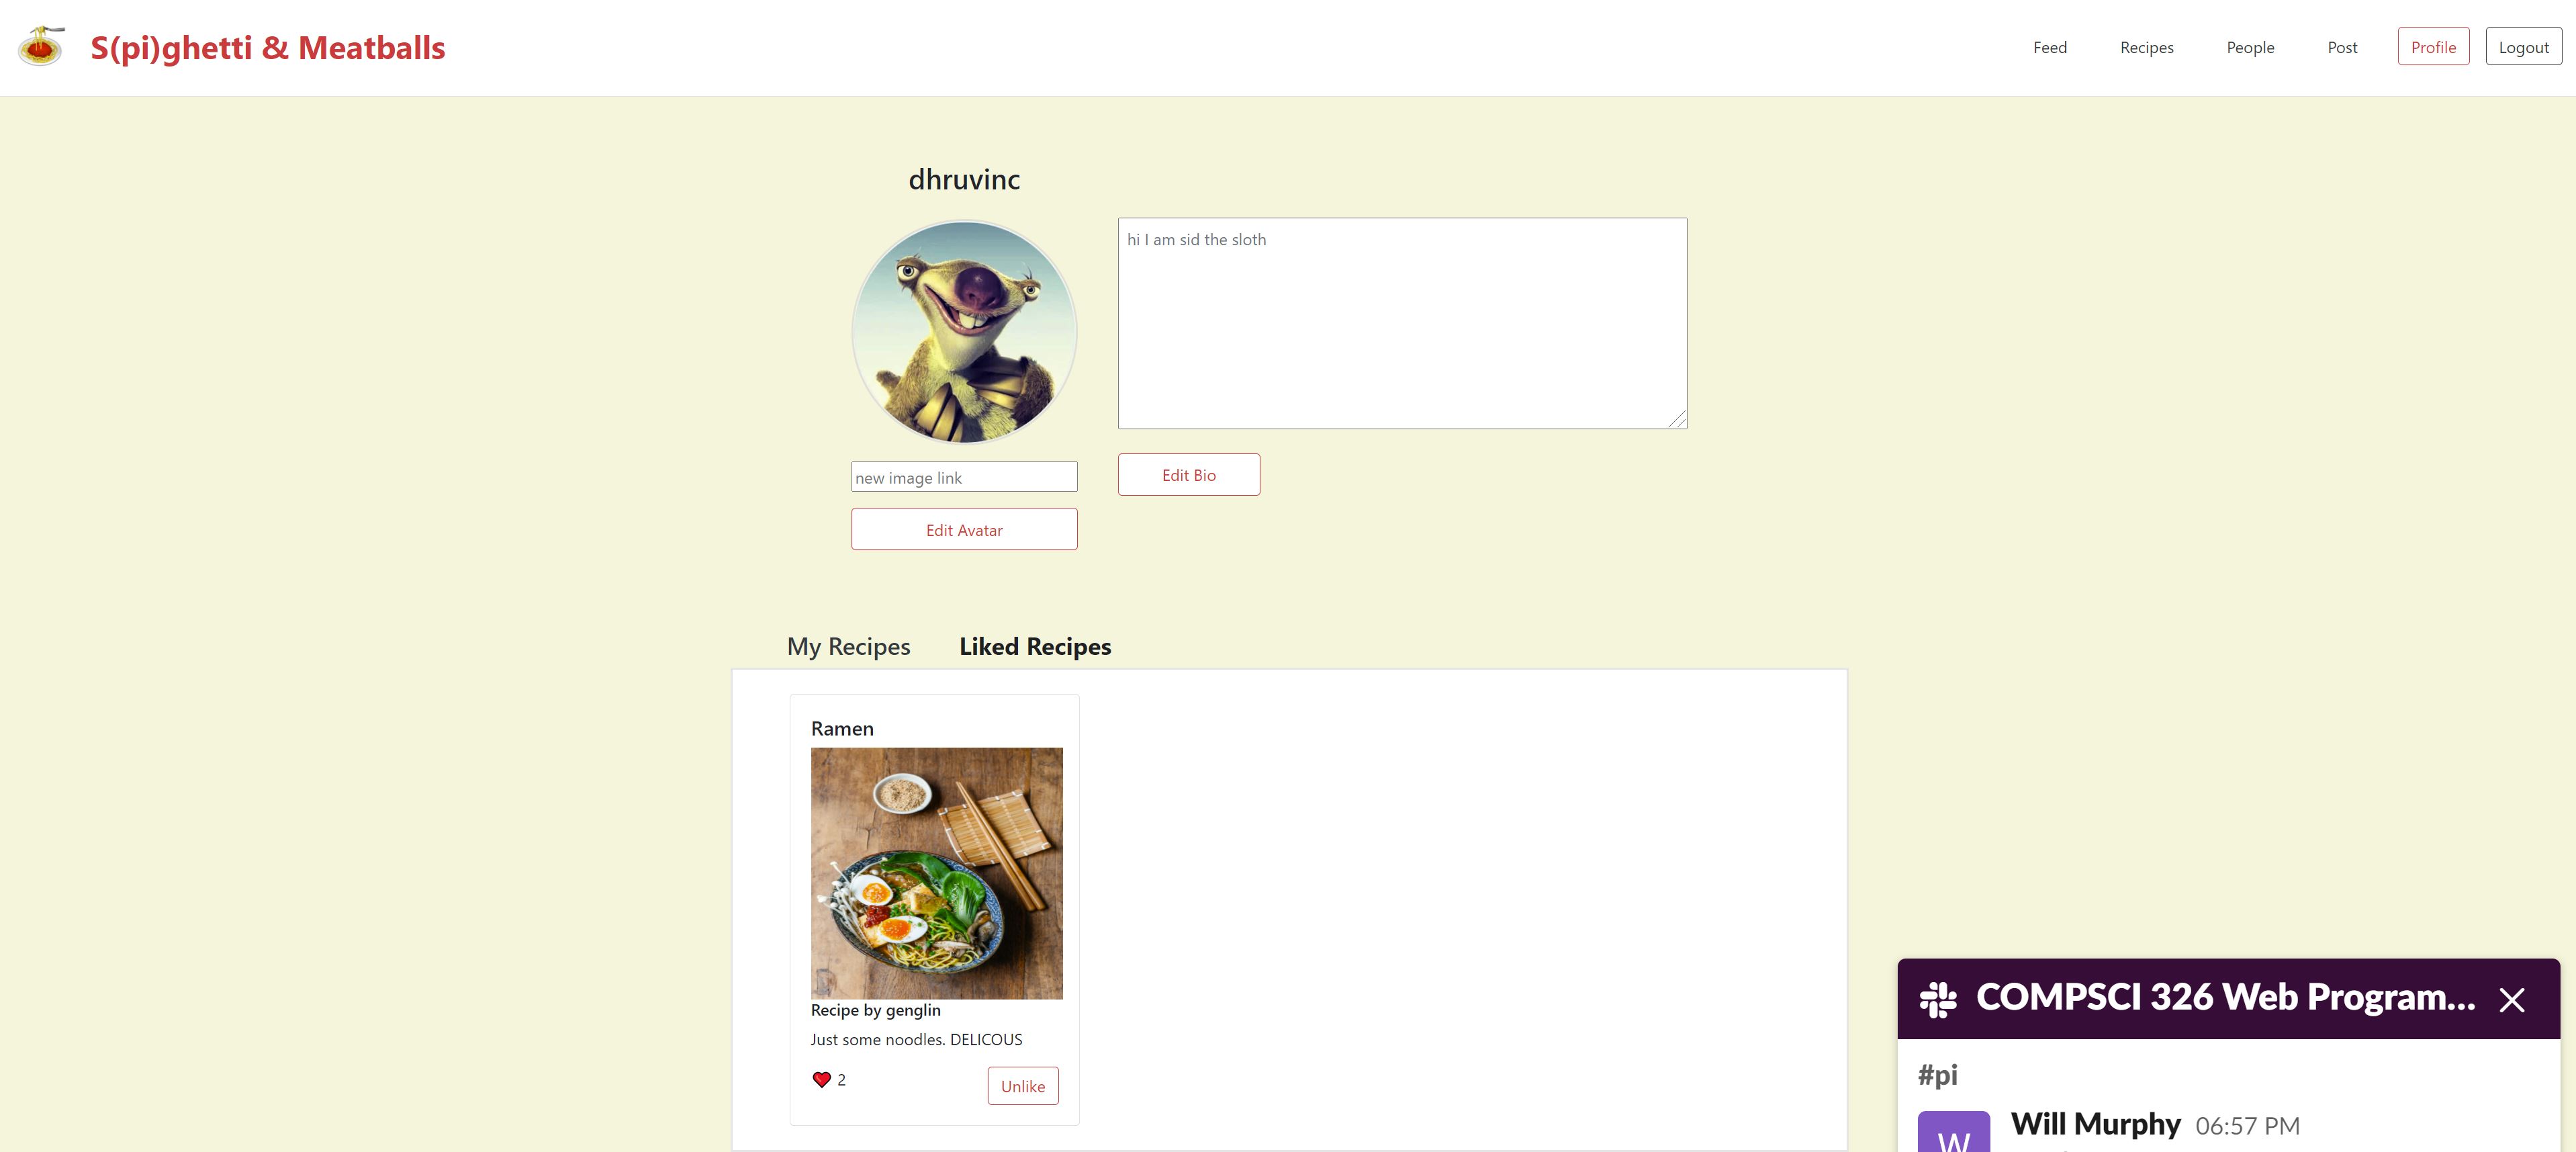 S(pi)ghetti & Meatballs
Feed
Recipes
People
Post
Profile
Logout
dhruvinc
hi I am sid the sloth
new image link
Edit Bio
Edit Avatar
My Recipes
Liked Recipes
Ramen
Recipe by genglin
Just some noodles. DELICOUS
2
Unlike
COMPSCI 326 Web Program...
#pi
W
Will Murphy 06:57 PM